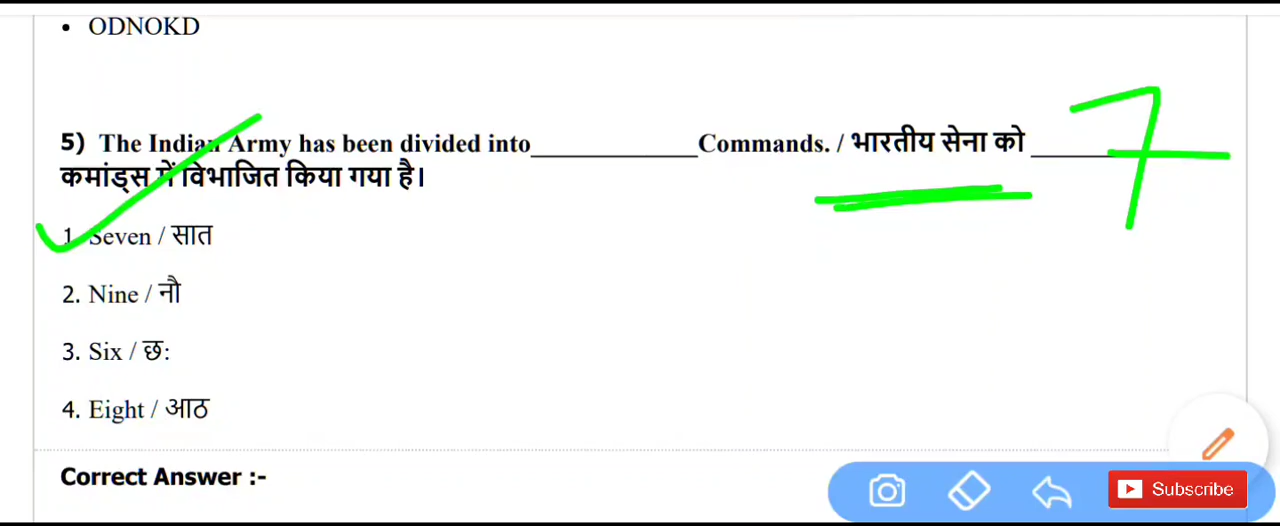 • ODNOKD
5) The Indian Army has been divided into____________Commands. / भारतीय सेना को ________ 7
कमांड्स में विभाजित किया गया है।
1. Seven / सात
2. Nine / नौ
3. Six / छः
4. Eight / आठ
Correct Answer :-
Subscribe